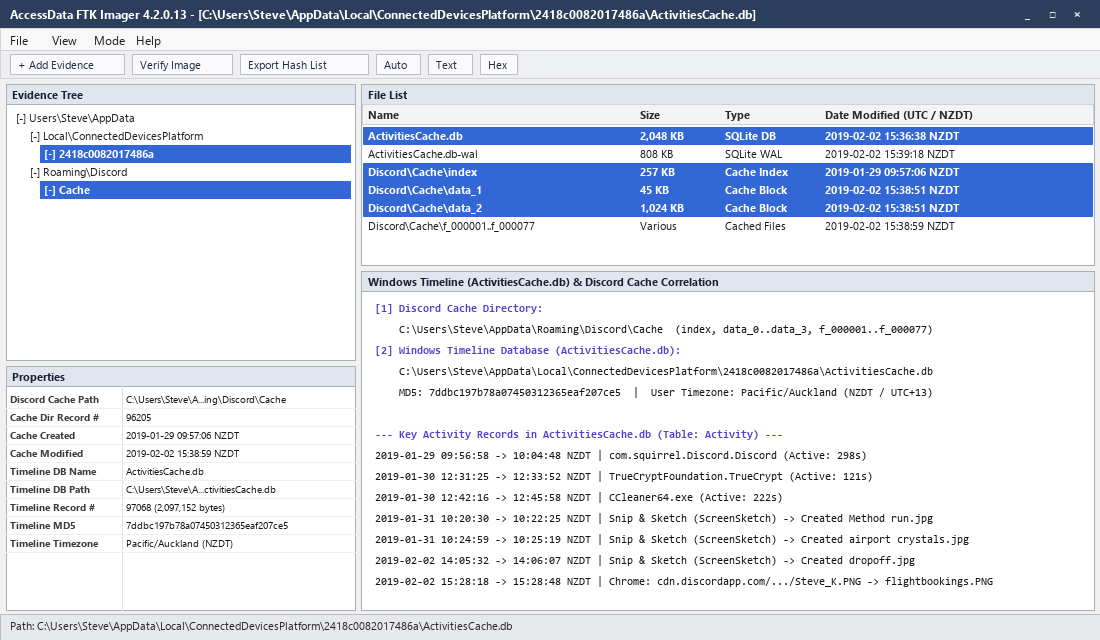 AccessData FTK Imager 4.2.0.13 - [C:\Users\Steve\AppData\Local\ConnectedDevicesPlatform\2418c0082017486a\ActivitiesCache.db]
File View Mode Help
+ Add Evidence Verify Image Export Hash List Auto Text Hex
Evidence Tree
[-] Users\Steve\AppData
[-] Local\ConnectedDevicesPlatform
[-] 2418c0082017486a
[-] Roaming\Discord
[-] Cache
File List
Name Size Type Date Modified (UTC / NZDT)
ActivitiesCache.db 2,048 KB SQLite DB 2019-02-02 15:36:38 NZDT
ActivitiesCache.db-wal 808 KB SQLite WAL 2019-02-02 15:39:18 NZDT
Discord\Cache\index 257 KB Cache Index 2019-01-29 09:57:06 NZDT
Discord\Cache\data_1 45 KB Cache Block 2019-02-02 15:38:51 NZDT
Discord\Cache\data_2 1,024 KB Cache Block 2019-02-02 15:38:51 NZDT
Discord\Cache\f_000001..f_000077 Various Cached Files 2019-02-02 15:38:59 NZDT
Properties
Discord Cache Path C:\Users\Steve\A...ing\Discord\Cache
Cache Dir Record # 96205
Cache Created 2019-01-29 09:57:06 NZDT
Cache Modified 2019-02-02 15:38:59 NZDT
Timeline DB Name ActivitiesCache.db
Timeline DB Path C:\Users\Steve\A...ctivitiesCache.db
Timeline Record # 97068 (2,097,152 bytes)
Timeline MD5 7ddbc197b78a07450312365eaf207ce5
Timeline Timezone Pacific/Auckland (NZDT)
Windows Timeline (ActivitiesCache.db) & Discord Cache Correlation
[1] Discord Cache Directory:
C:\Users\Steve\AppData\Roaming\Discord\Cache (index, data_0..data_3, f_000001..f_000077)
[2] Windows Timeline Database (ActivitiesCache.db):
C:\Users\Steve\AppData\Local\ConnectedDevicesPlatform\2418c0082017486a\ActivitiesCache.db
MD5: 7ddbc197b78a07450312365eaf207ce5 | User Timezone: Pacific/Auckland (NZDT / UTC+13)
--- Key Activity Records in ActivitiesCache.db (Table: Activity) ---
2019-01-29 09:56:58 -> 10:04:48 NZDT | com.squirrel.Discord.Discord (Active: 298s)
2019-01-30 12:31:25 -> 12:33:52 NZDT | TrueCryptFoundation.TrueCrypt (Active: 121s)
2019-01-30 12:42:16 -> 12:45:58 NZDT | CCleaner64.exe (Active: 222s)
2019-01-31 10:20:30 -> 10:22:25 NZDT | Snip & Sketch (ScreenSketch) -> Created Method run.jpg
2019-01-31 10:24:59 -> 10:25:19 NZDT | Snip & Sketch (ScreenSketch) -> Created airport crystals.jpg
2019-02-02 14:05:32 -> 14:06:07 NZDT | Snip & Sketch (ScreenSketch) -> Created dropoff.jpg
2019-02-02 15:28:18 -> 15:28:48 NZDT | Chrome: cdn.discordapp.com/.../Steve_K.PNG -> flightbookings.PNG
Path: C:\Users\Steve\AppData\Local\ConnectedDevicesPlatform\2418c0082017486a\ActivitiesCache.db